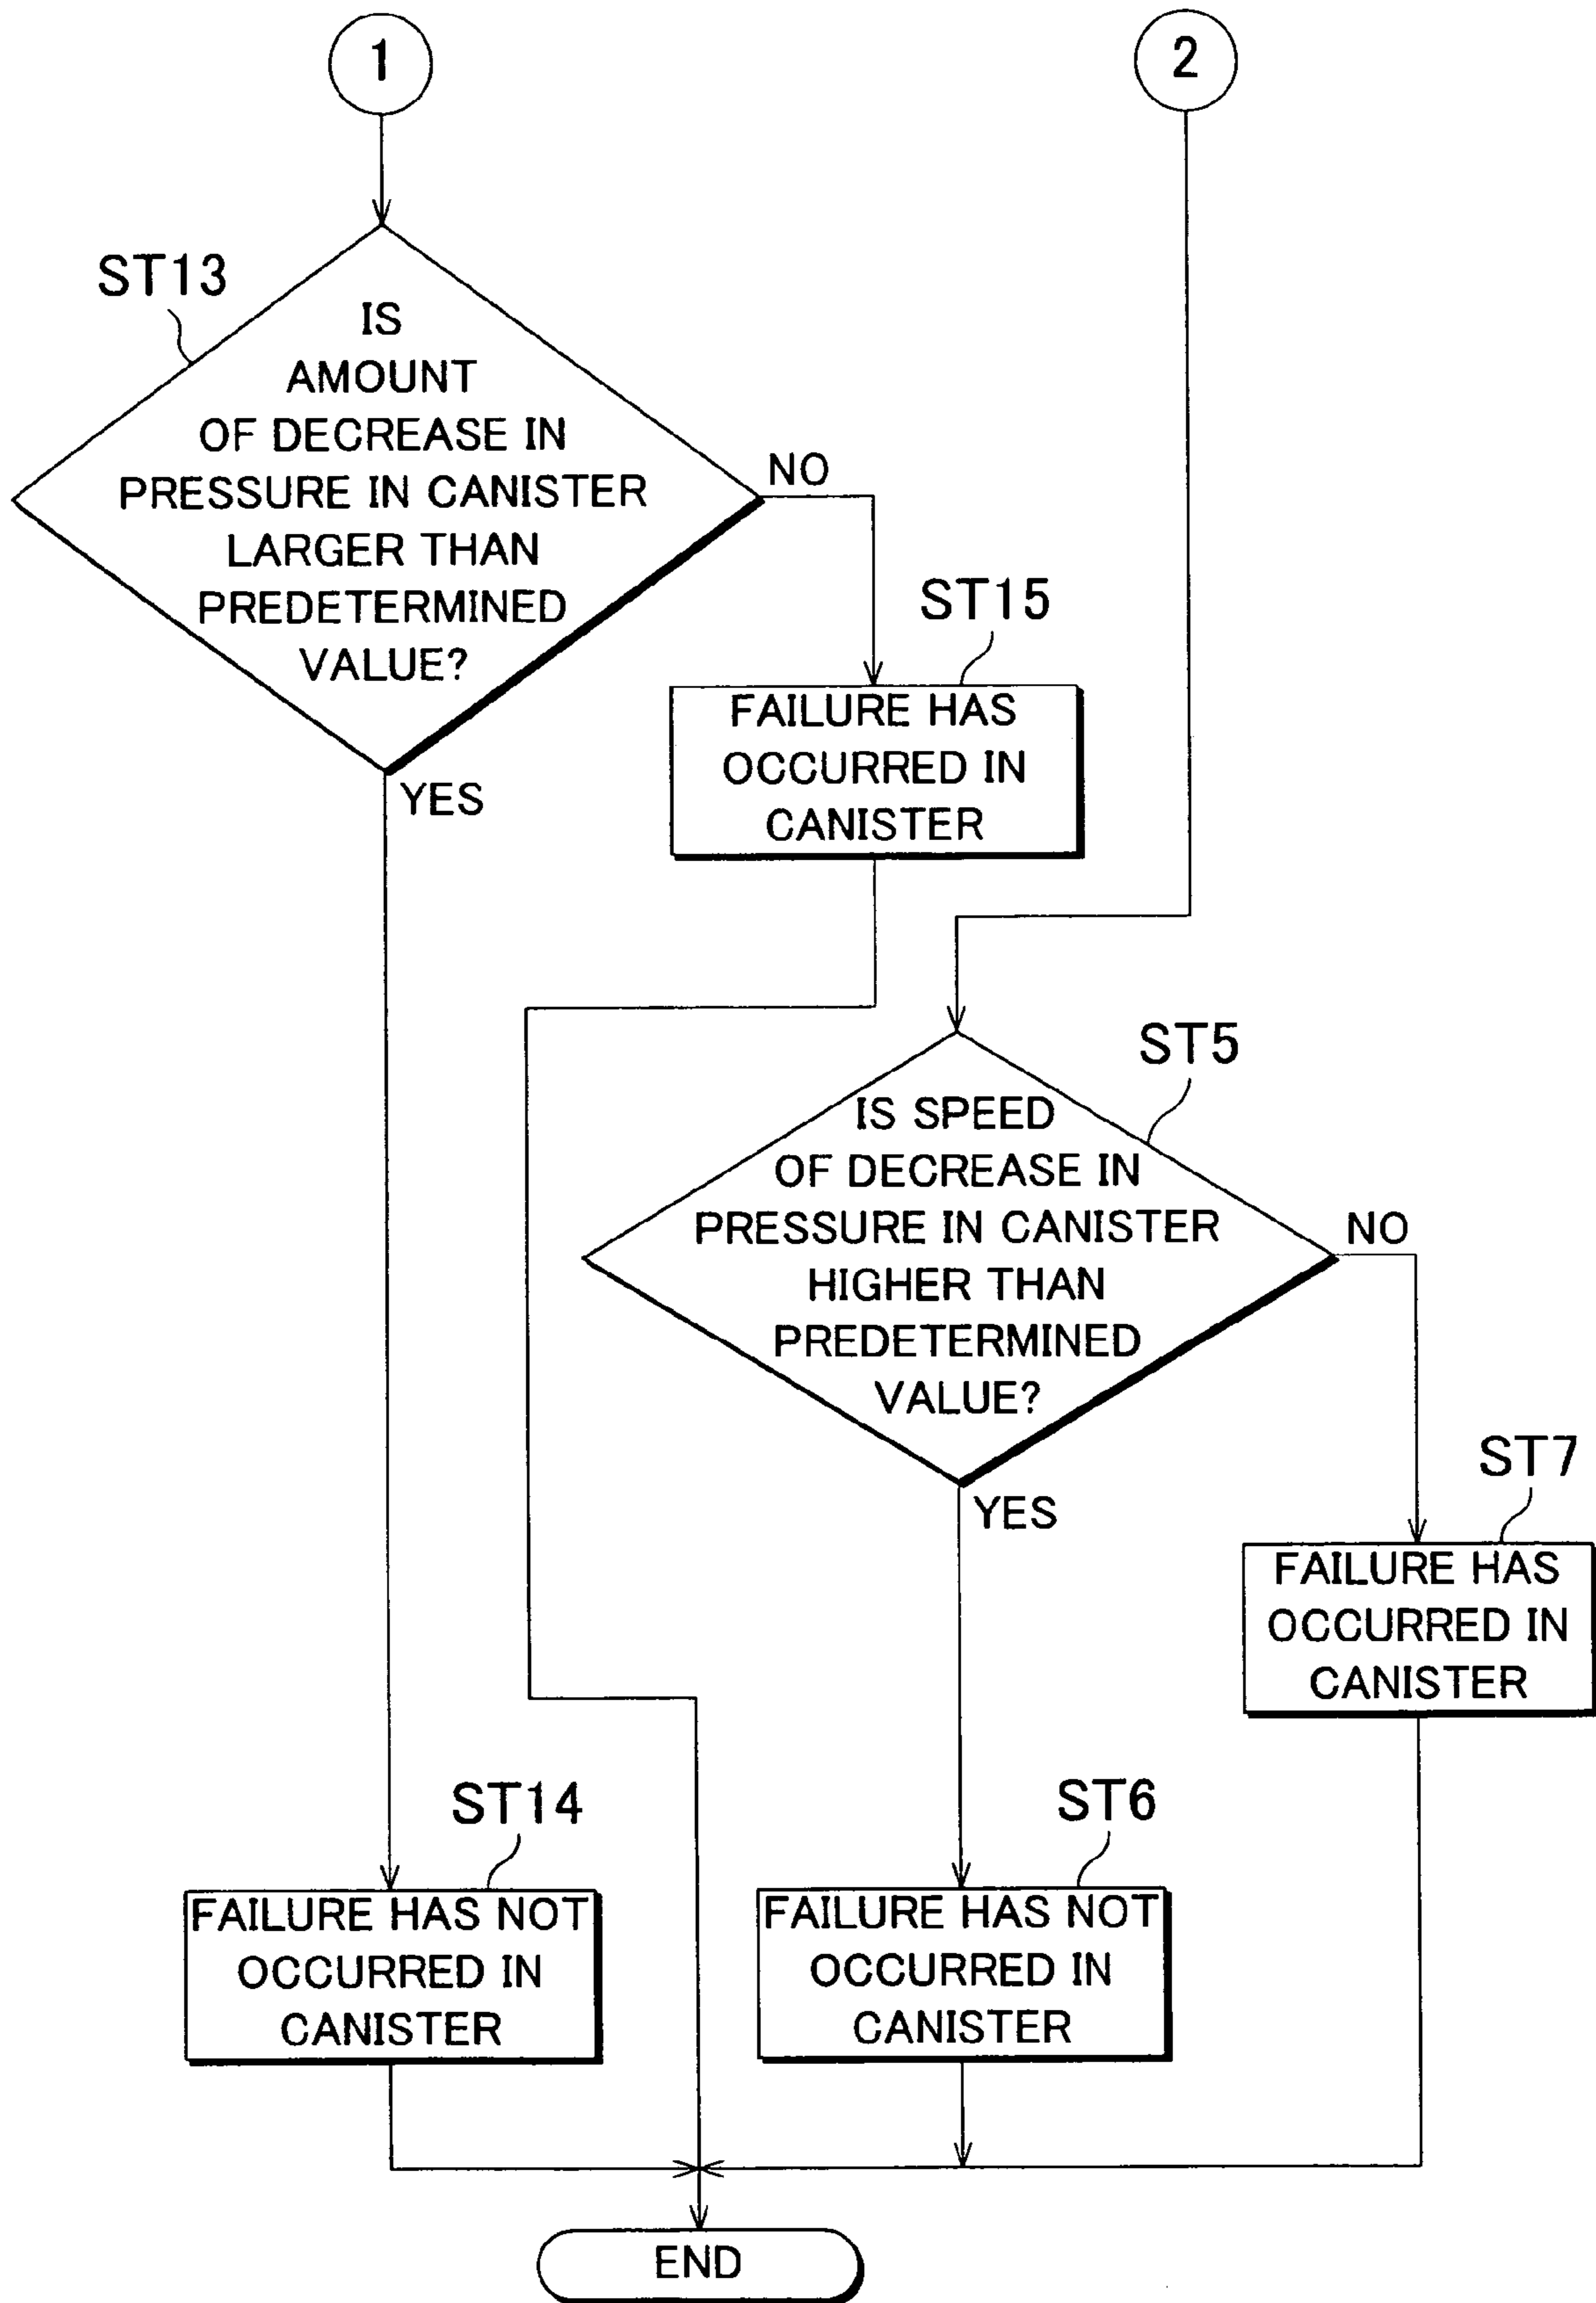 1
2
ST13
IS
AMOUNT
OF DECREASE IN
PRESSURE IN CANISTER
LARGER THAN
PREDETERMINED
VALUE?
NO
YES
ST15
FAILURE HAS
OCCURRED IN
CANISTER
ST5
IS SPEED
OF DECREASE IN
PRESSURE IN CANISTER
HIGHER THAN
PREDETERMINED
VALUE?
NO
YES
ST7
FAILURE HAS
OCCURRED IN
CANISTER
ST14
FAILURE HAS NOT
OCCURRED IN
CANISTER
ST6
FAILURE HAS NOT
OCCURRED IN
CANISTER
END